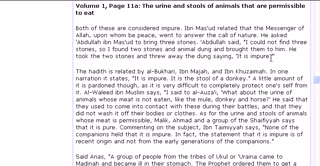 Volume 1, Page 11a: The urine and stools of animals that are permissible
to eat
Both of these are considered impure. Ibn Mas'ud related that the Messenger of
Allah, upon whom be peace, went to answer the call of nature. He asked
'Abdullah ibn Mas'ud to bring three stones. 'Abdullah said, "I could not find three
stones, so I found two stones and animal dung and brought them to him. He
took the two stones and threw away the dung saying, 'It is impure.'"
The hadith is related by al-Bukhari, Ibn Majah, and Ibn Khuzaimah. In one
narration it states, "It is impure. It is the stool of a donkey." A little amount of
it is pardoned though, as it is very difficult to completely protect one's self from
it. Al-Waleed ibn Muslim says, "I said to al-Auza'i, 'What about the urine of
animals whose meat is not eaten, like the mule, donkey and horse?' He said that
they used to come into contact with these during their battles, and that they
did not wash it off their bodies or clothes. As for the urine and stools of animals
whose meat is permissible, Malik, Ahmad and a group of the Shaifiyyah says
that it is pure. Commenting on the subject, Ibn Taimiyyah says, "None of the
companions held that it is impure. In fact, the statement that it is impure is of
recent origin and not from the early generations of the companions."
Said Anas, "A group of people from the tribes of Ukul or 'Uraina came to
Madinah and became ill in their stomach. The Prophet ordered them to get a